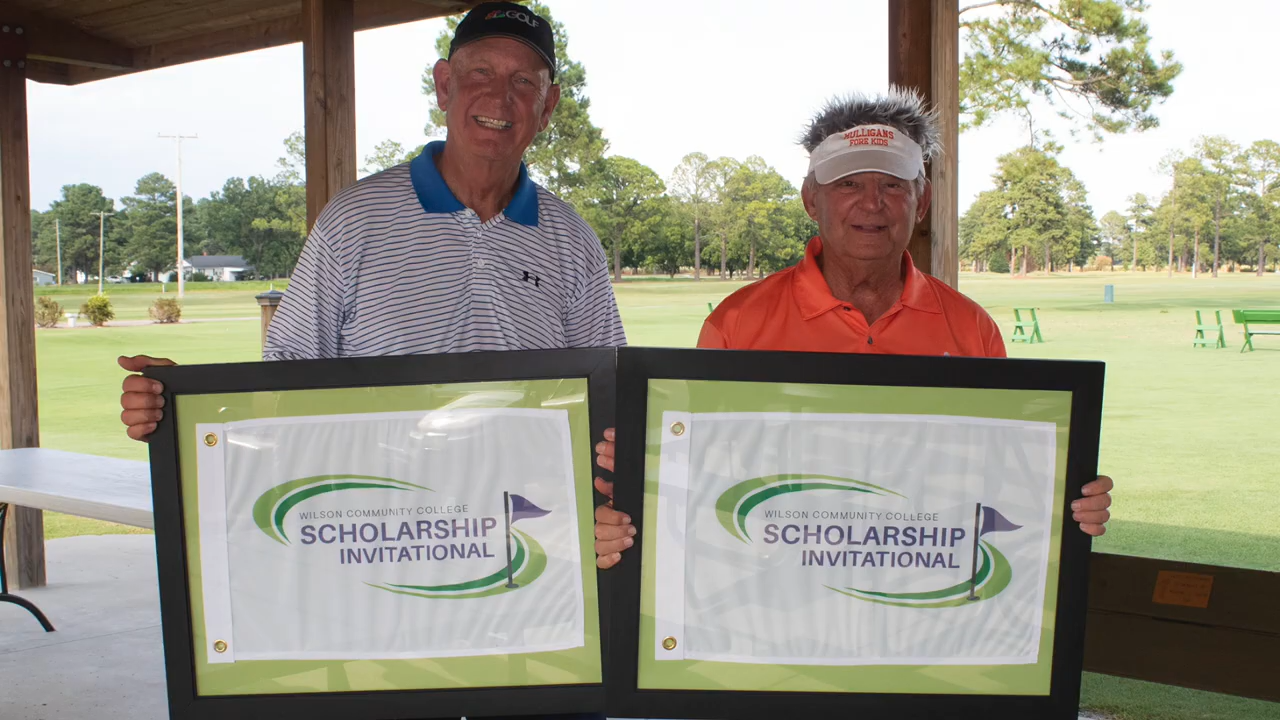 GOLF
MULLIGANS
FORE KIDS
WILSON COMMUNITY COLLEGE
SCHOLARSHIP
INVITATIONAL
WILSON COMMUNITY COLLEGE
SCHOLARSHIP
INVITATIONAL